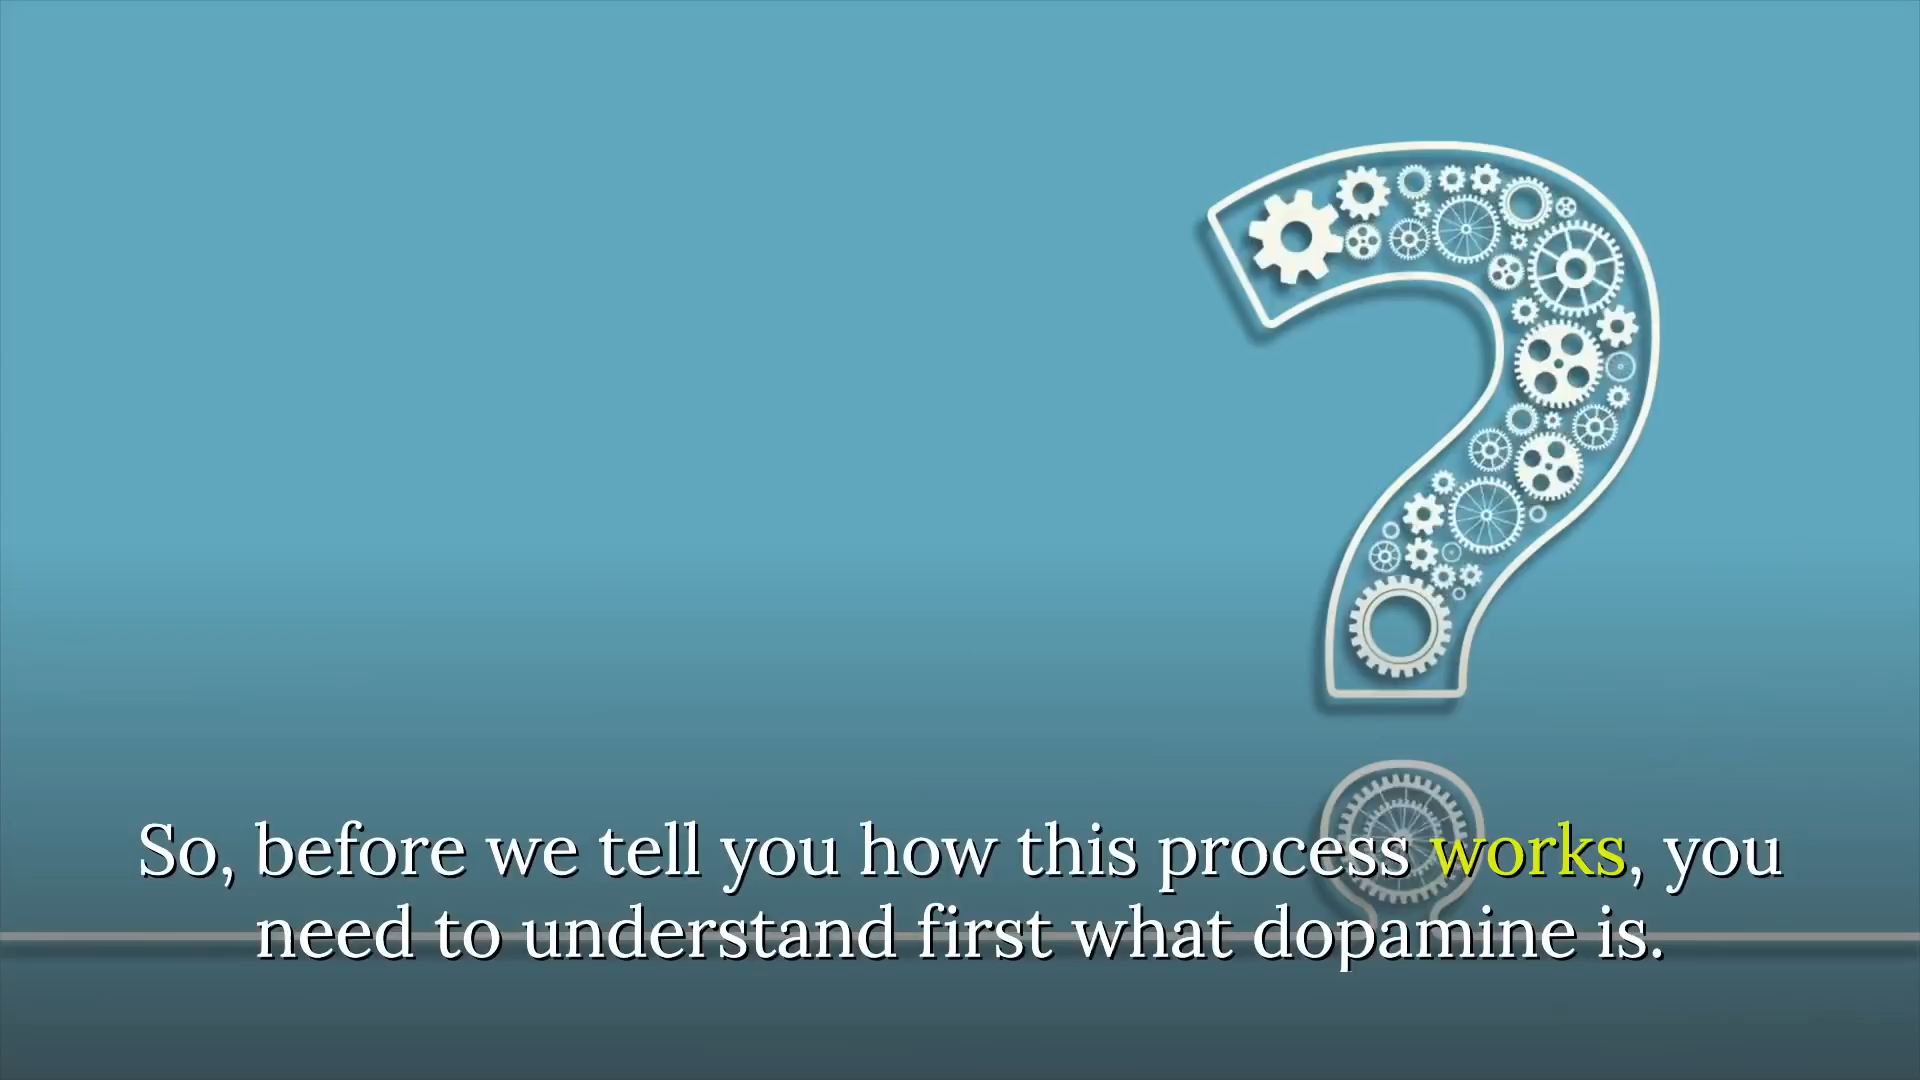 So, before we tell you how this process works, you
need to understand first what dopamine is.